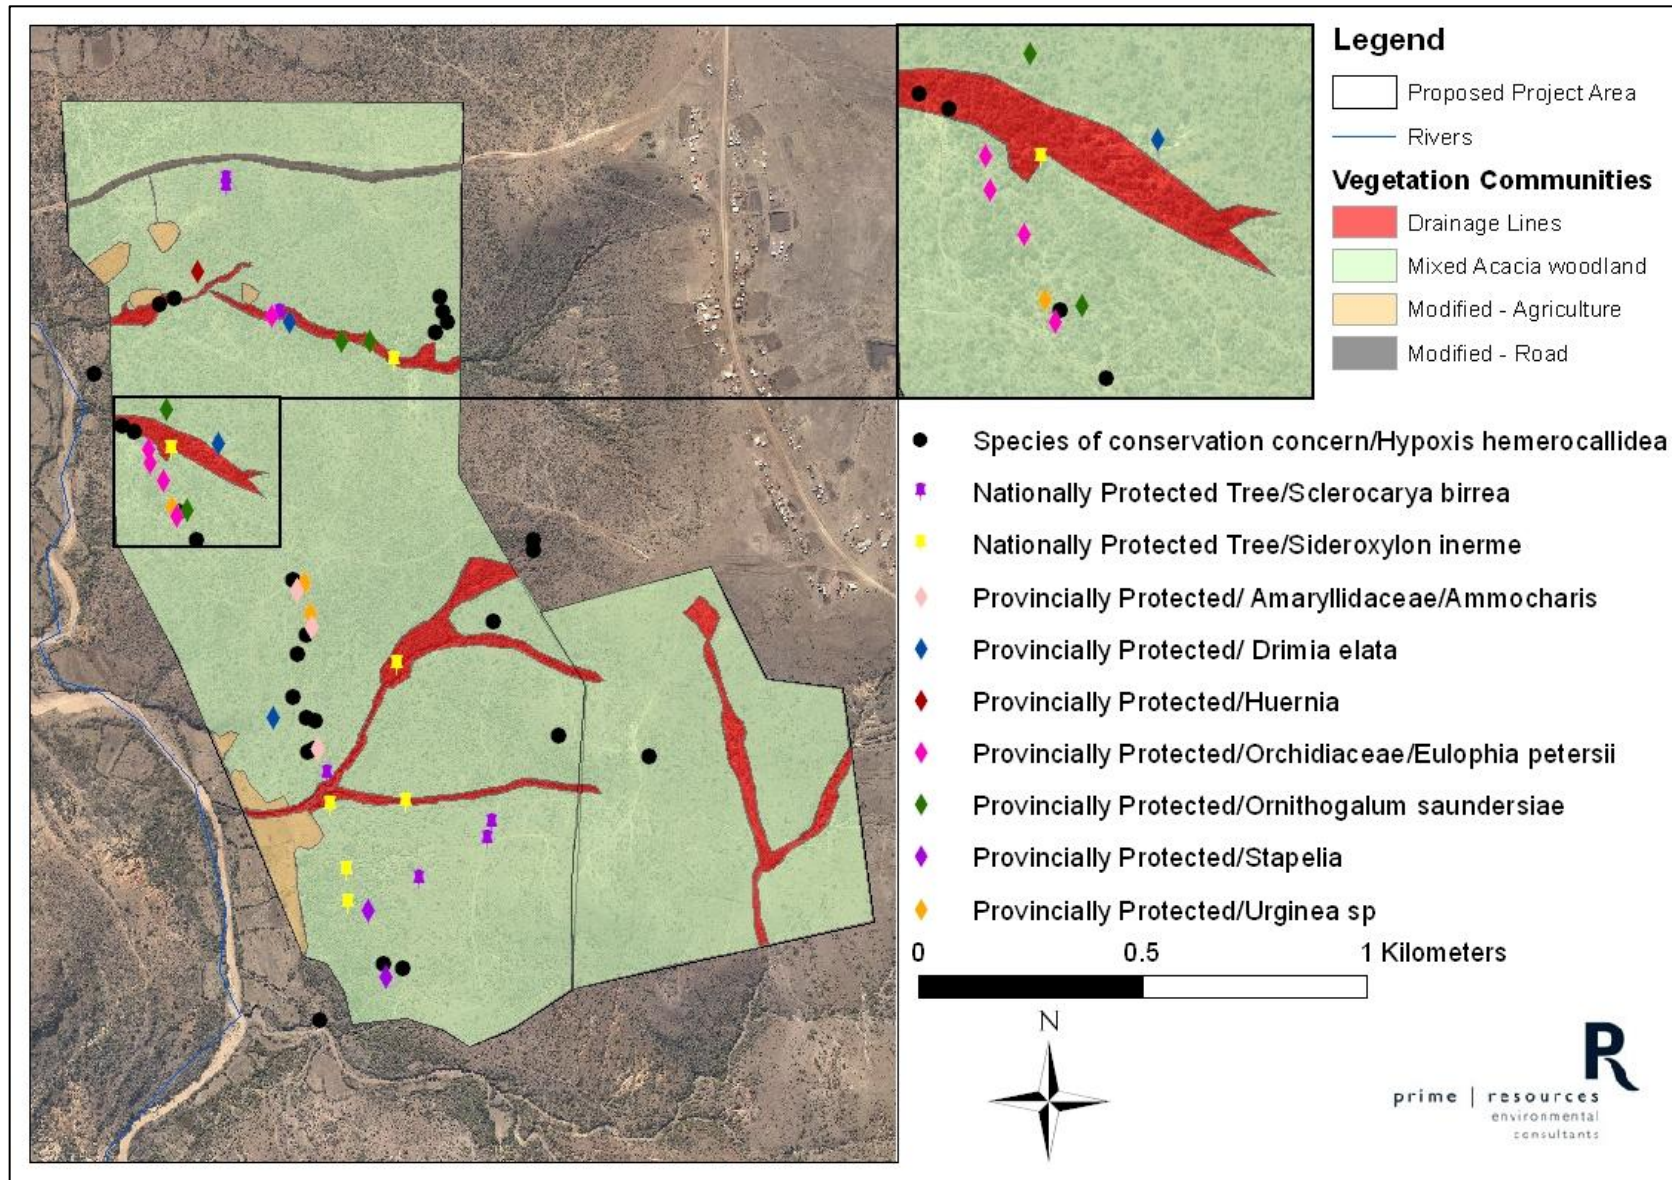 Legend
Proposed Project Area
Rivers
Vegetation Communities
Drainage Lines
Mixed Acacia woodland
Modified - Agriculture
Modified - Road
Species of conservation concern/Hypoxis hemerocallidea
Nationally Protected Tree/Sclerocarya birrea
Nationally Protected Tree/Sideroxylon inerme
Provincially Protected/ Amaryllidaceae/Ammocharis
Provincially Protected/ Drimia elata
Provincially Protected/Huernia
Provincially Protected/Orchidiaceae/Eulophia petersii
Provincially Protected/Ornithogalum saundersiae
Provincially Protected/Stapelia
Provincially Protected/Urginea sp
0 0.5 1 Kilometers
N
R
prime | resources
environmental
consultants